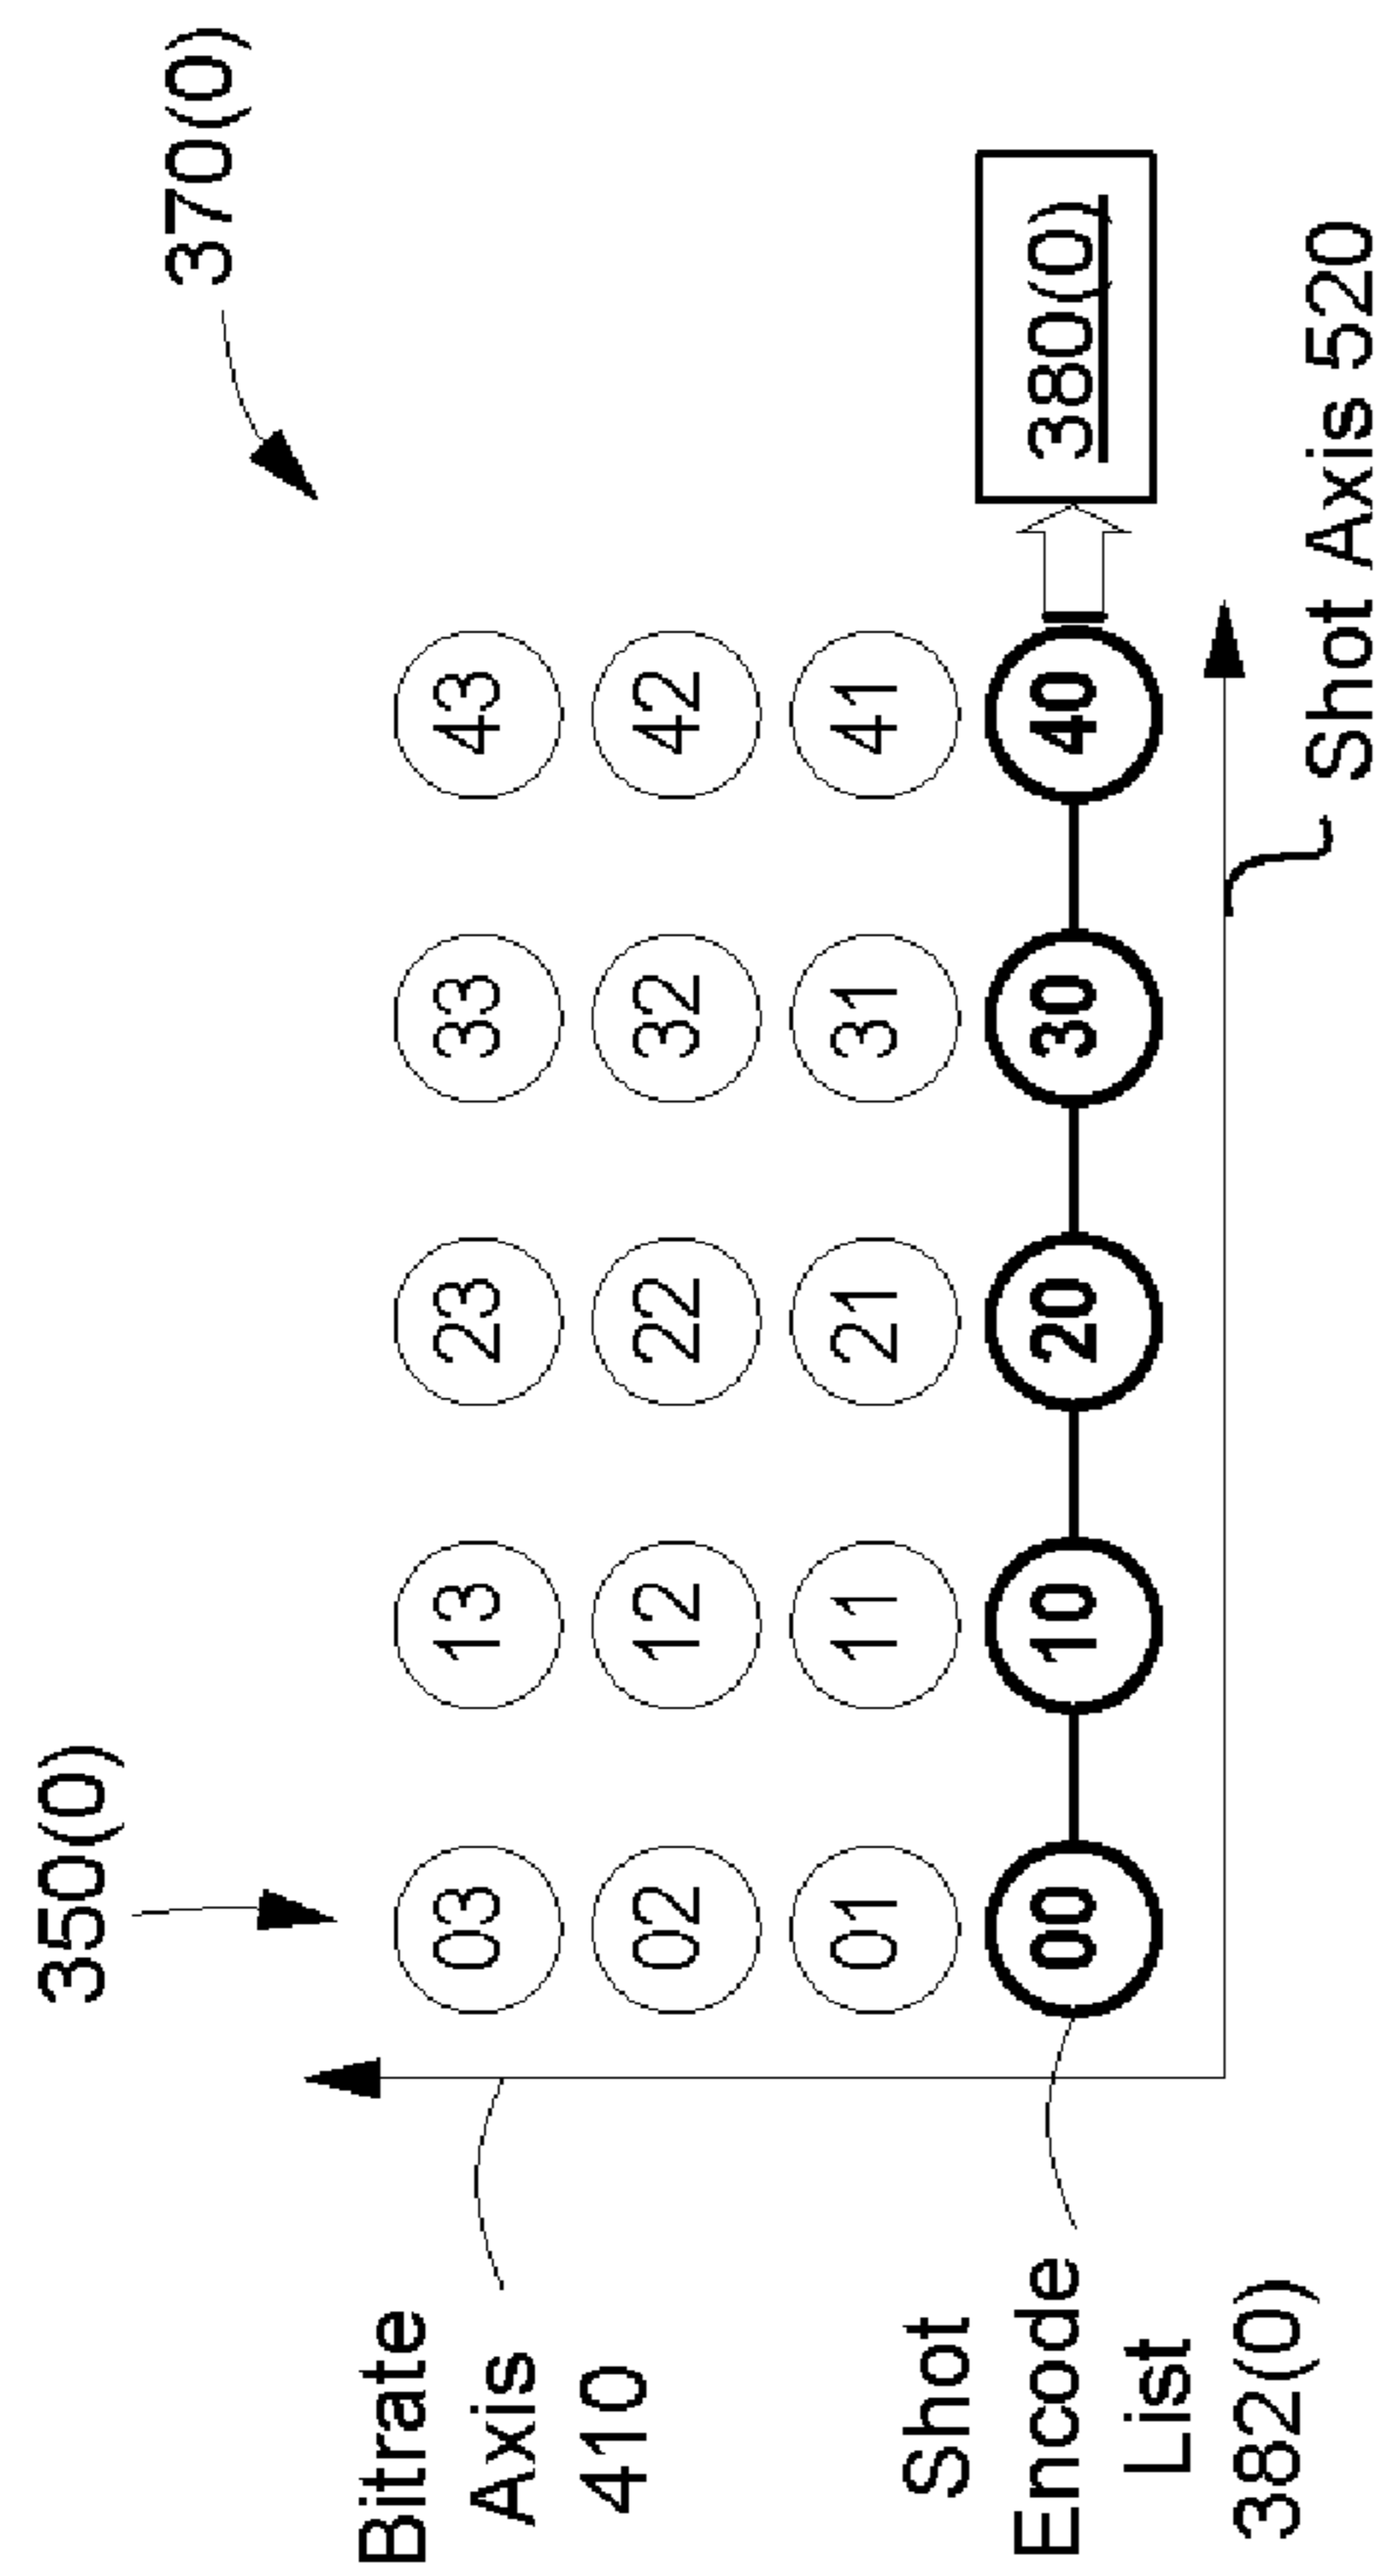 350(0)
370(0)
03 13 23 33 43
02 12 22 32 42
01 11 21 31 41
00 10 20 30 40
380(0)
Bitrate
Axis
410
Shot
Encode
List
382(0)
Shot Axis 520